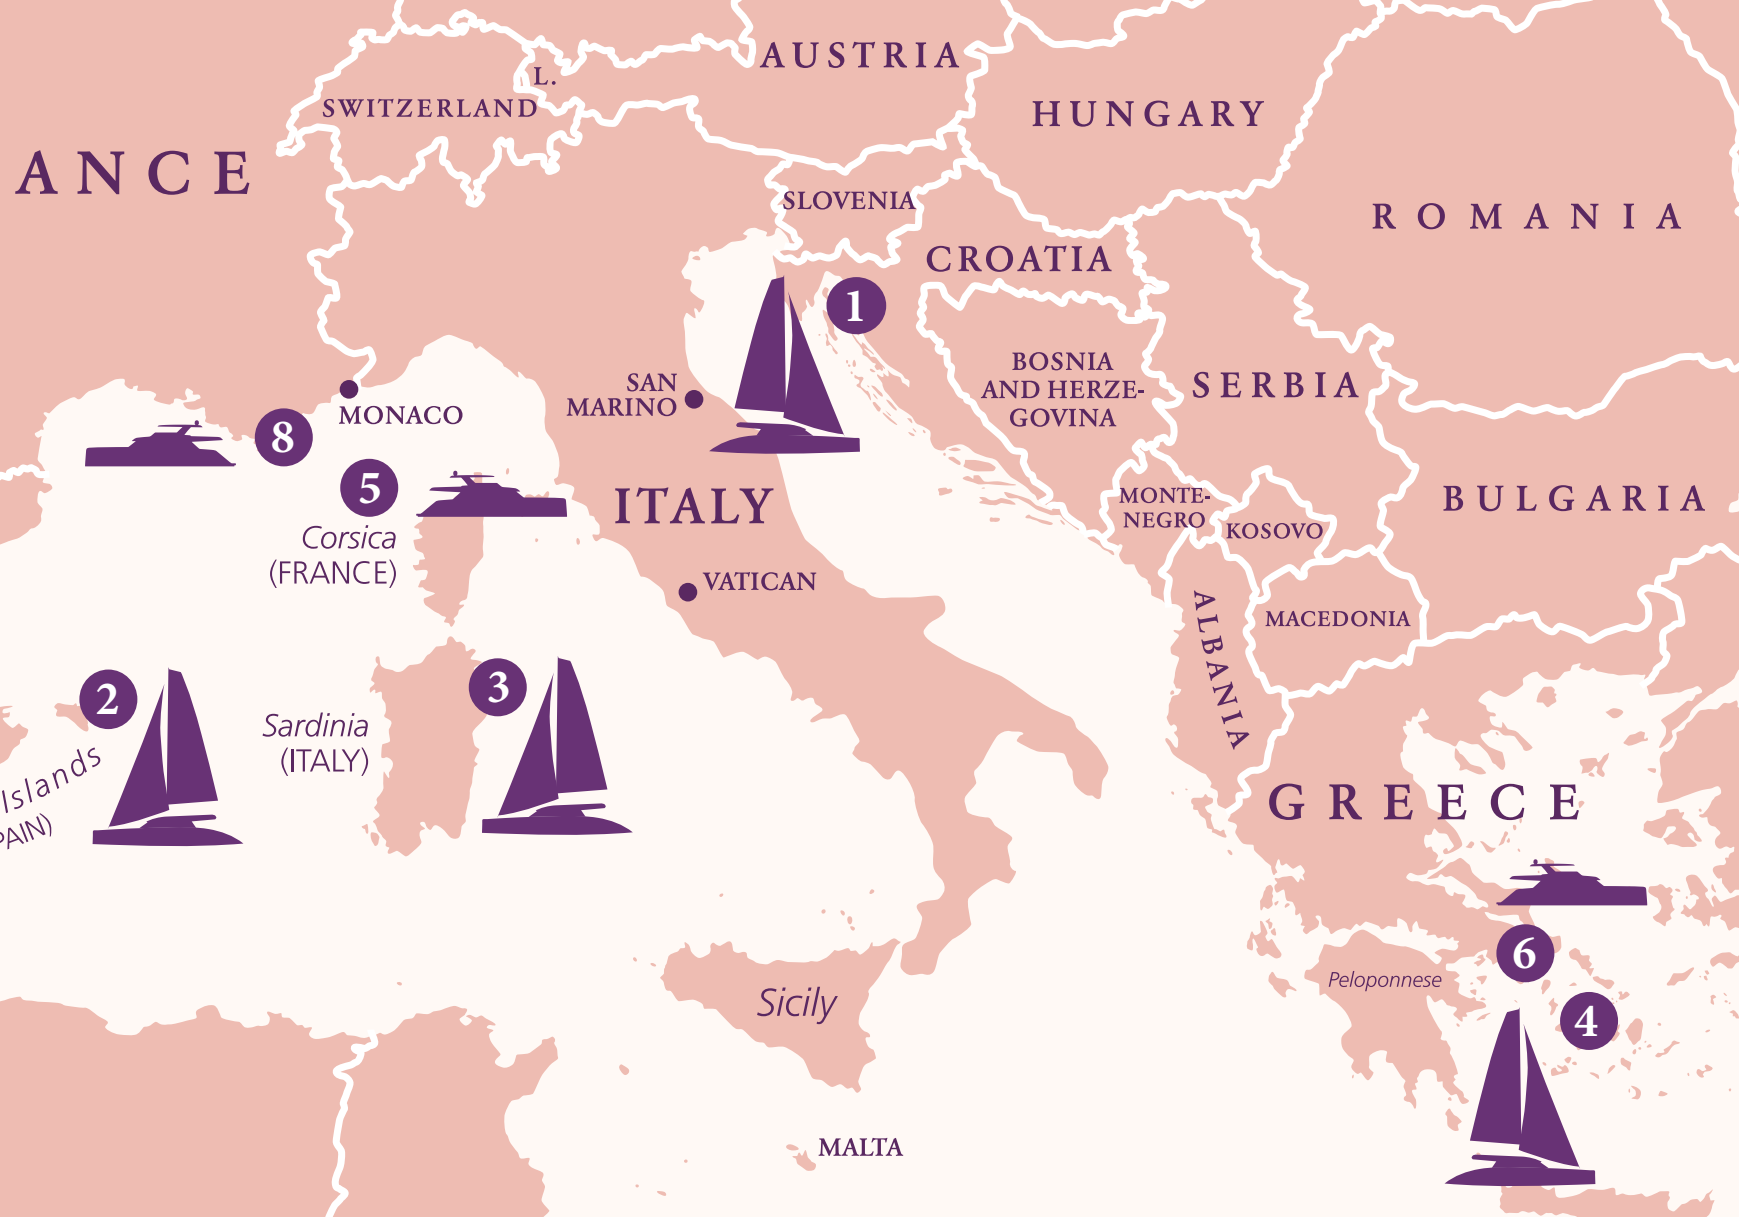 AUSTRIA
L.
SWITZERLAND
HUNGARY
ANCE
SLOVENIA
ROMANIA
CROATIA
1
BOSNIA
AND HERZE-
GOVINA
SERBIA
SAN
MARINO
MONACO
8
5
ITALY
MONTE-
NEGRO
KOSOVO
BULGARIA
Corsica
(FRANCE)
VATICAN
ALBANIA
MACEDONIA
2
3
Sardinia
(ITALY)
Islands
PAIN)
GREECE
6
Peloponnese
4
Sicily
MALTA